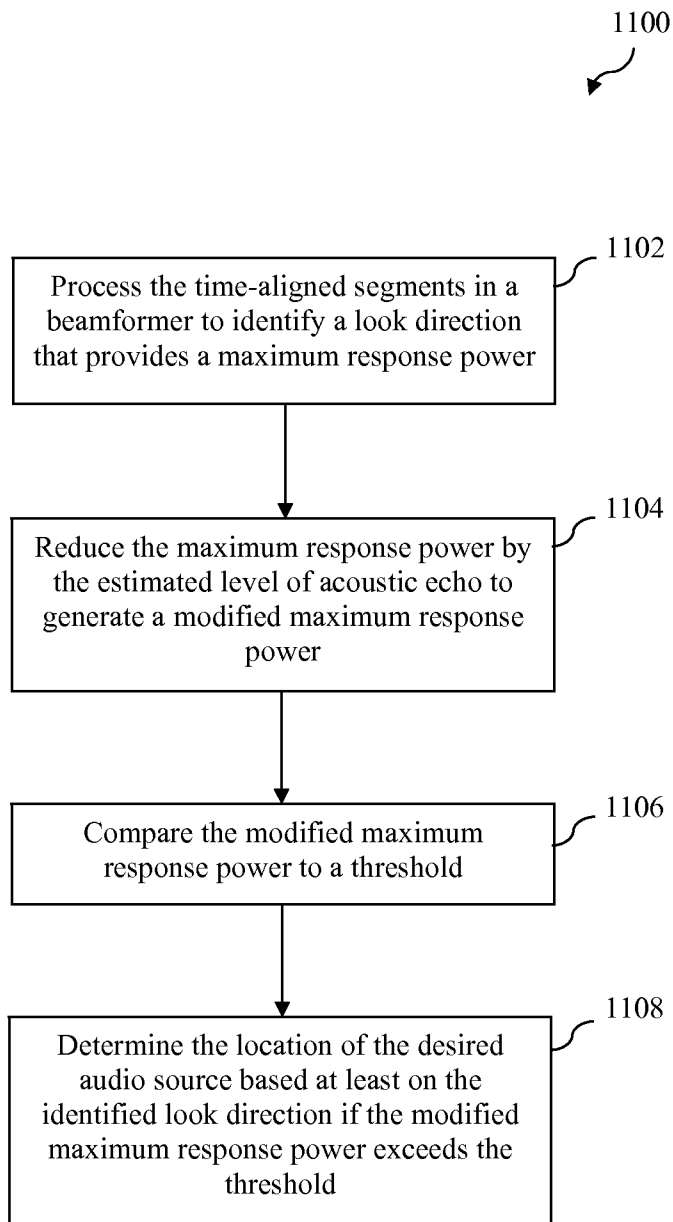 1100
1102
Process the time-aligned segments in a
beamformer to identify a look direction
that provides a maximum response power
1104
Reduce the maximum response power by
the estimated level of acoustic echo to
generate a modified maximum response
power
1106
Compare the modified maximum
response power to a threshold
1108
Determine the location of the desired
audio source based at least on the
identified look direction if the modified
maximum response power exceeds the
threshold